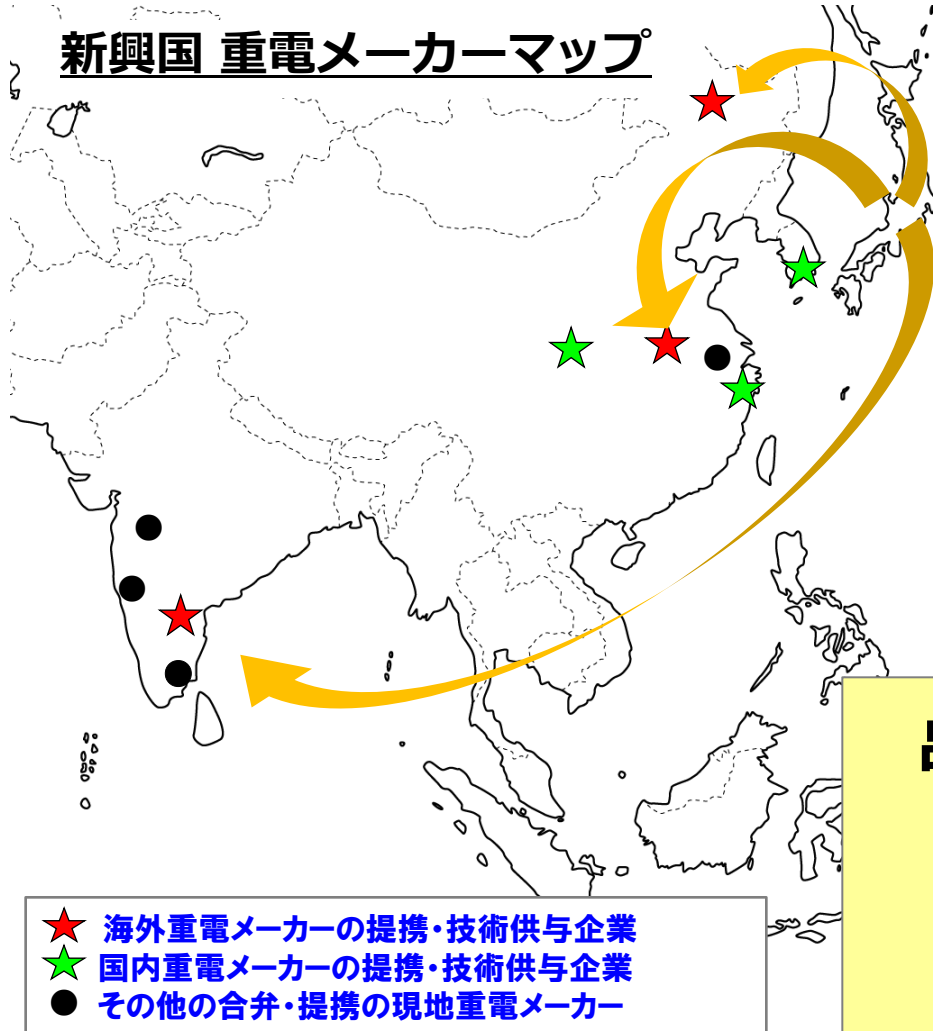 新興国 重電メーカーマップ
海外重電メーカーの提携・技術供与企業
国内重電メーカーの提携・技術供与企業
その他の合弁・提携の現地重電メーカー